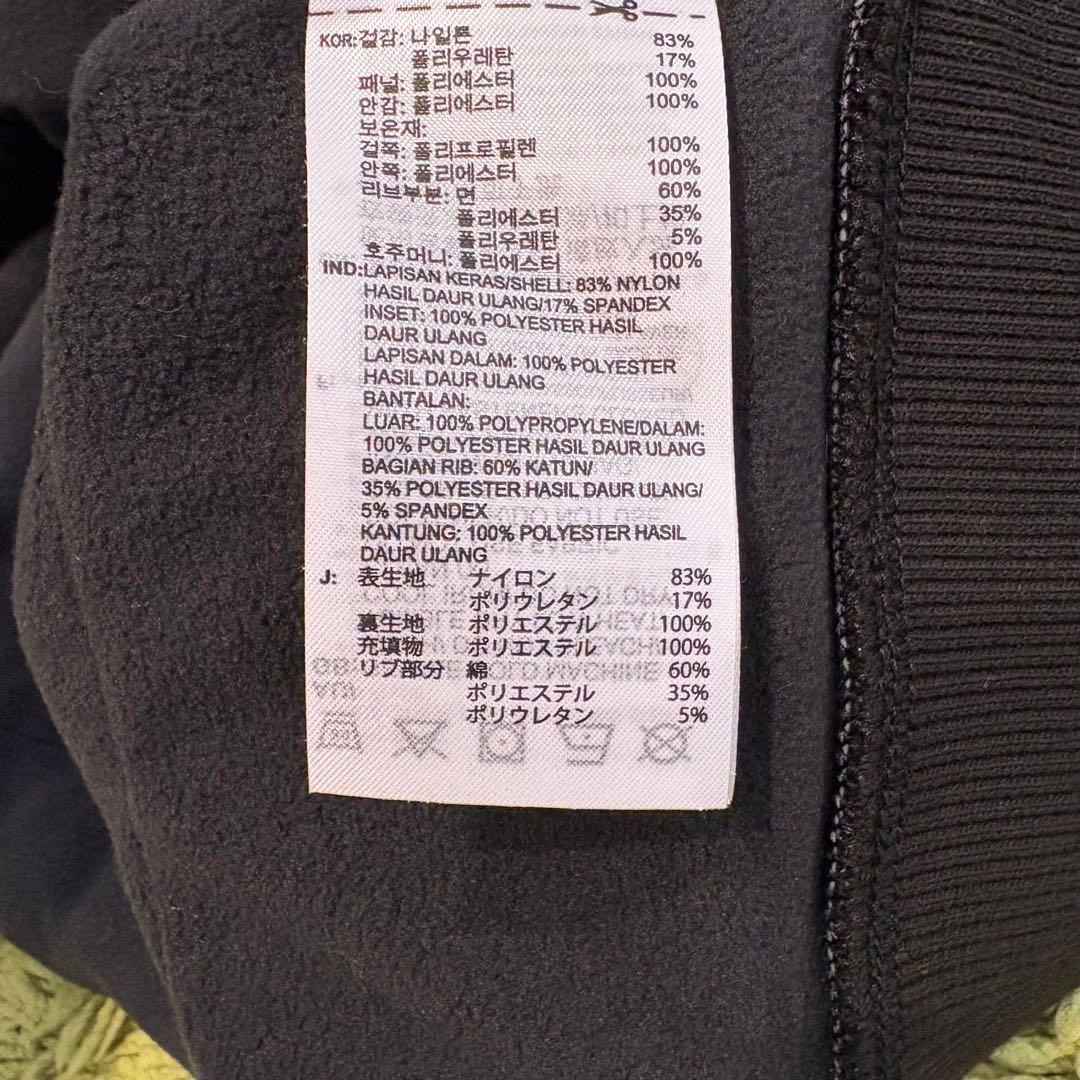 KOR: 겉감: 나일론 83%
폴리우레탄 17%
패널: 폴리에스터 100%
안감: 폴리에스터 100%
보온재:
겉쪽: 폴리프로필렌 100%
안쪽: 폴리에스터 100%
리브부분: 면 60%
폴리에스터 35%
폴리우레탄 5%
호주머니: 폴리에스터 100%
IND: LAPISAN KERAS/SHELL: 83% NYLON
HASIL DAUR ULANG/17% SPANDEX
INSET: 100% POLYESTER HASIL
DAUR ULANG
LAPISAN DALAM: 100% POLYESTER
HASIL DAUR ULANG
BANTALAN:
LUAR: 100% POLYPROPYLENE/DALAM:
100% POLYESTER HASIL DAUR ULANG
BAGIAN RIB: 60% KATUN/
35% POLYESTER HASIL DAUR ULANG/
5% SPANDEX
KANTUNG: 100% POLYESTER HASIL
DAUR ULANG
J: 表生地 ナイロン 83%
ポリウレタン 17%
裏生地 ポリエステル 100%
充填物 ポリエステル 100%
リブ部分 綿 60%
ポリエステル 35%
ポリウレタン 5%